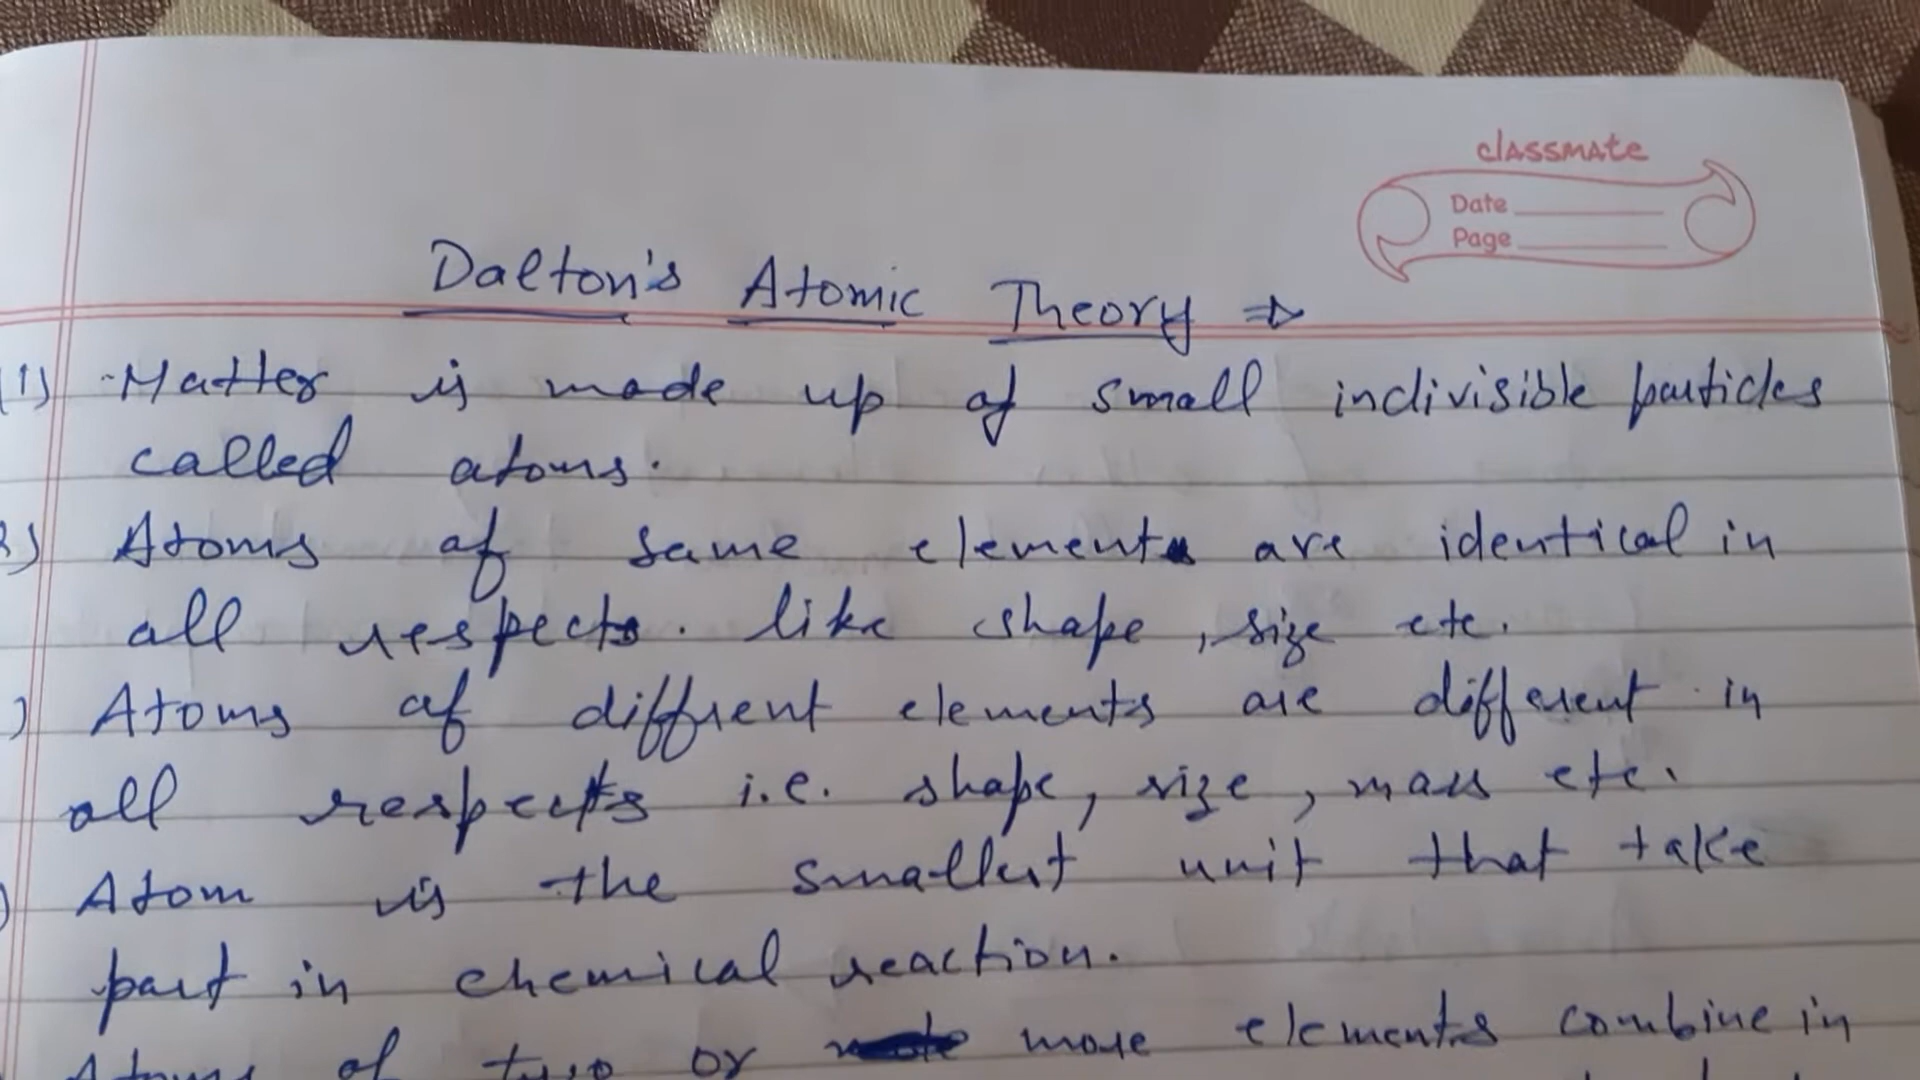 classmate
Date
Page
Dalton's Atomic Theory ⇒
(1) Matter is made up of small indivisible particles
called atoms.
2) Atoms of same element are identical in
all respects. like shape, size etc.
) Atoms of diffrent elements are different in
all respects i.e. shape, size, mass etc.
) Atom is the smallest unit that take
part in chemical reaction.
Atoms of two or more elements combine in